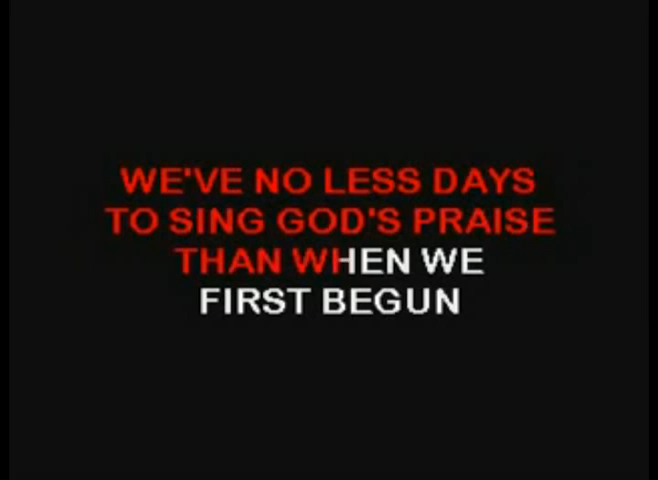 WE'VE NO LESS DAYS
TO SING GOD'S PRAISE
THAN WHEN WE
FIRST BEGUN